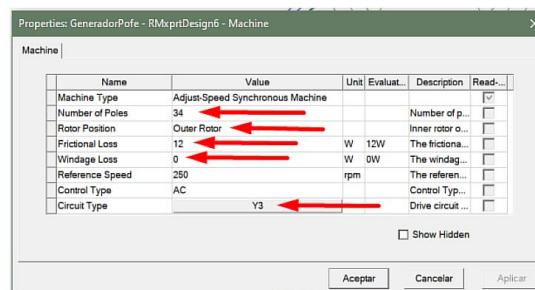 Properties: GeneradorPofe - RMxprtDesign6 - Machine
Machine
Name Value Unit Evaluat... Description Read-...
Machine Type Adjust-Speed Synchronous Machine
Number of Poles 34 Number of p...
Rotor Position Outer Rotor Inner rotor o...
Frictional Loss 12 W 12W The frictiona...
Windage Loss 0 W 0W The windag...
Reference Speed 250 rpm The referen...
Control Type AC Control Typ...
Circuit Type Y3 Drive circuit ...
Show Hidden
Aceptar Cancelar Aplicar